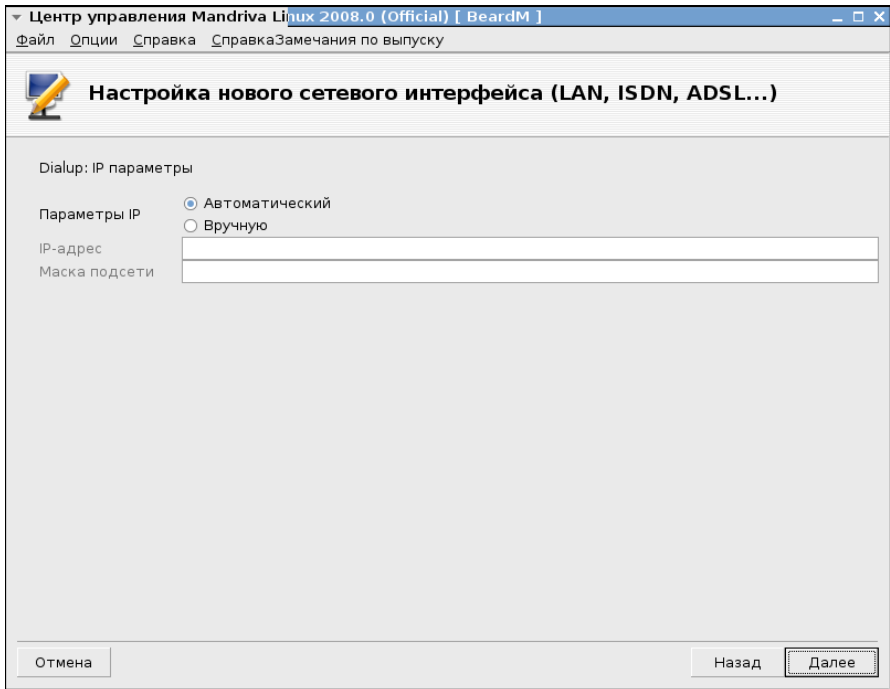 Центр управления Mandriva Linux 2008.0 (Official) [ BeardM ]
Файл Опции Справка СправкаЗамечания по выпуску
Настройка нового сетевого интерфейса (LAN, ISDN, ADSL...)
Dialup: IP параметры
Параметры IP
Автоматический
Вручную
IP-адрес
Маска подсети
Отмена Назад Далее